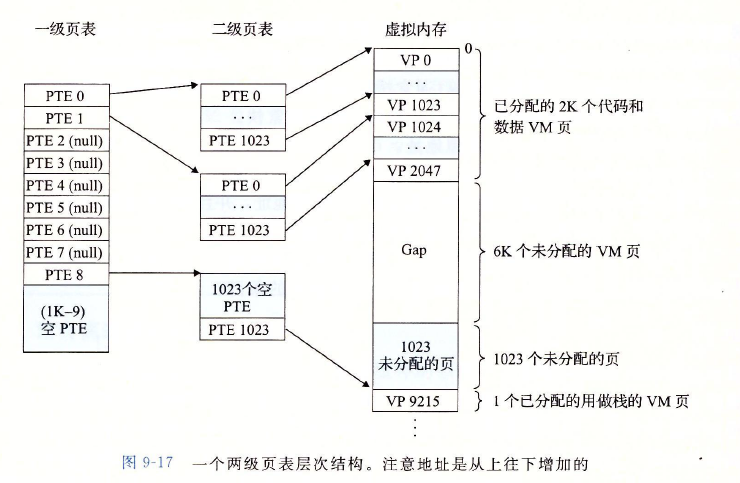 一级页表
二级页表
虚拟内存
PTE 0
PTE 1
PTE 2 (null)
PTE 3 (null)
PTE 4 (null)
PTE 5 (null)
PTE 6 (null)
PTE 7 (null)
PTE 8
(1K–9)
空 PTE
PTE 0
···
PTE 1023
PTE 0
···
PTE 1023
1023个空
PTE
PTE 1023
0
VP 0
···
VP 1023
VP 1024
···
VP 2047
Gap
1023
未分配的页
VP 9215
⋮
已分配的 2K 个代码和
数据 VM 页
6K 个未分配的 VM 页
1023 个未分配的页
1 个已分配的用做栈的 VM 页
图 9-17 一个两级页表层次结构。注意地址是从上往下增加的